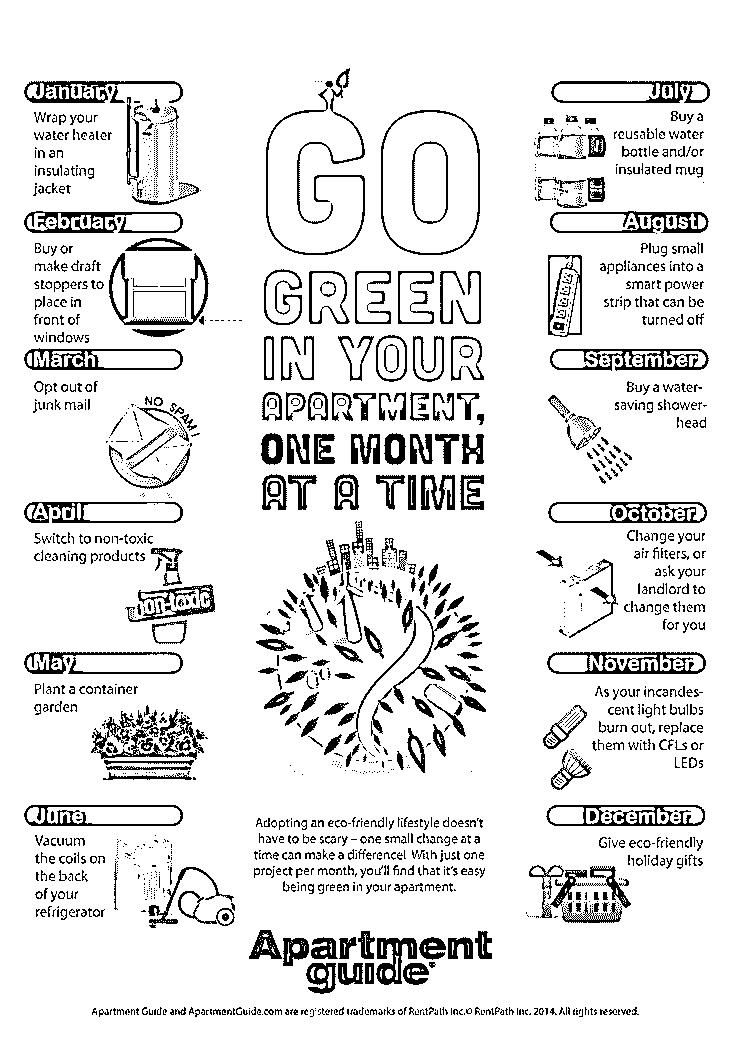 January
Wrap your
water heater
in an
insulating
jacket
February
Buy or
make draft
stoppers to
place in
front of
windows
March
Opt out of
junk mail
NO SPAM!
April
Switch to non-toxic
cleaning products
non-toxic
May
Plant a container
garden
June
Vacuum
the coils on
the back
of your
refrigerator
GO
GREEN
IN YOUR
APARTMENT,
ONE MONTH
AT A TIME
Adopting an eco-friendly lifestyle doesn't
have to be scary – one small change at a
time can make a difference! With just one
project per month, you'll find that it's easy
being green in your apartment.
Apartment
guide
July
Buy a
reusable water
bottle and/or
insulated mug
August
Plug small
appliances into a
smart power
strip that can be
turned off
September
Buy a water-
saving shower-
head
October
Change your
air filters, or
ask your
landlord to
change them
for you
November
As your incandes-
cent light bulbs
burn out, replace
them with CFLs or
LEDs
December
Give eco-friendly
holiday gifts
Apartment Guide and ApartmentGuide.com are registered trademarks of RentPath Inc.© RentPath Inc. 2014. All rights reserved.